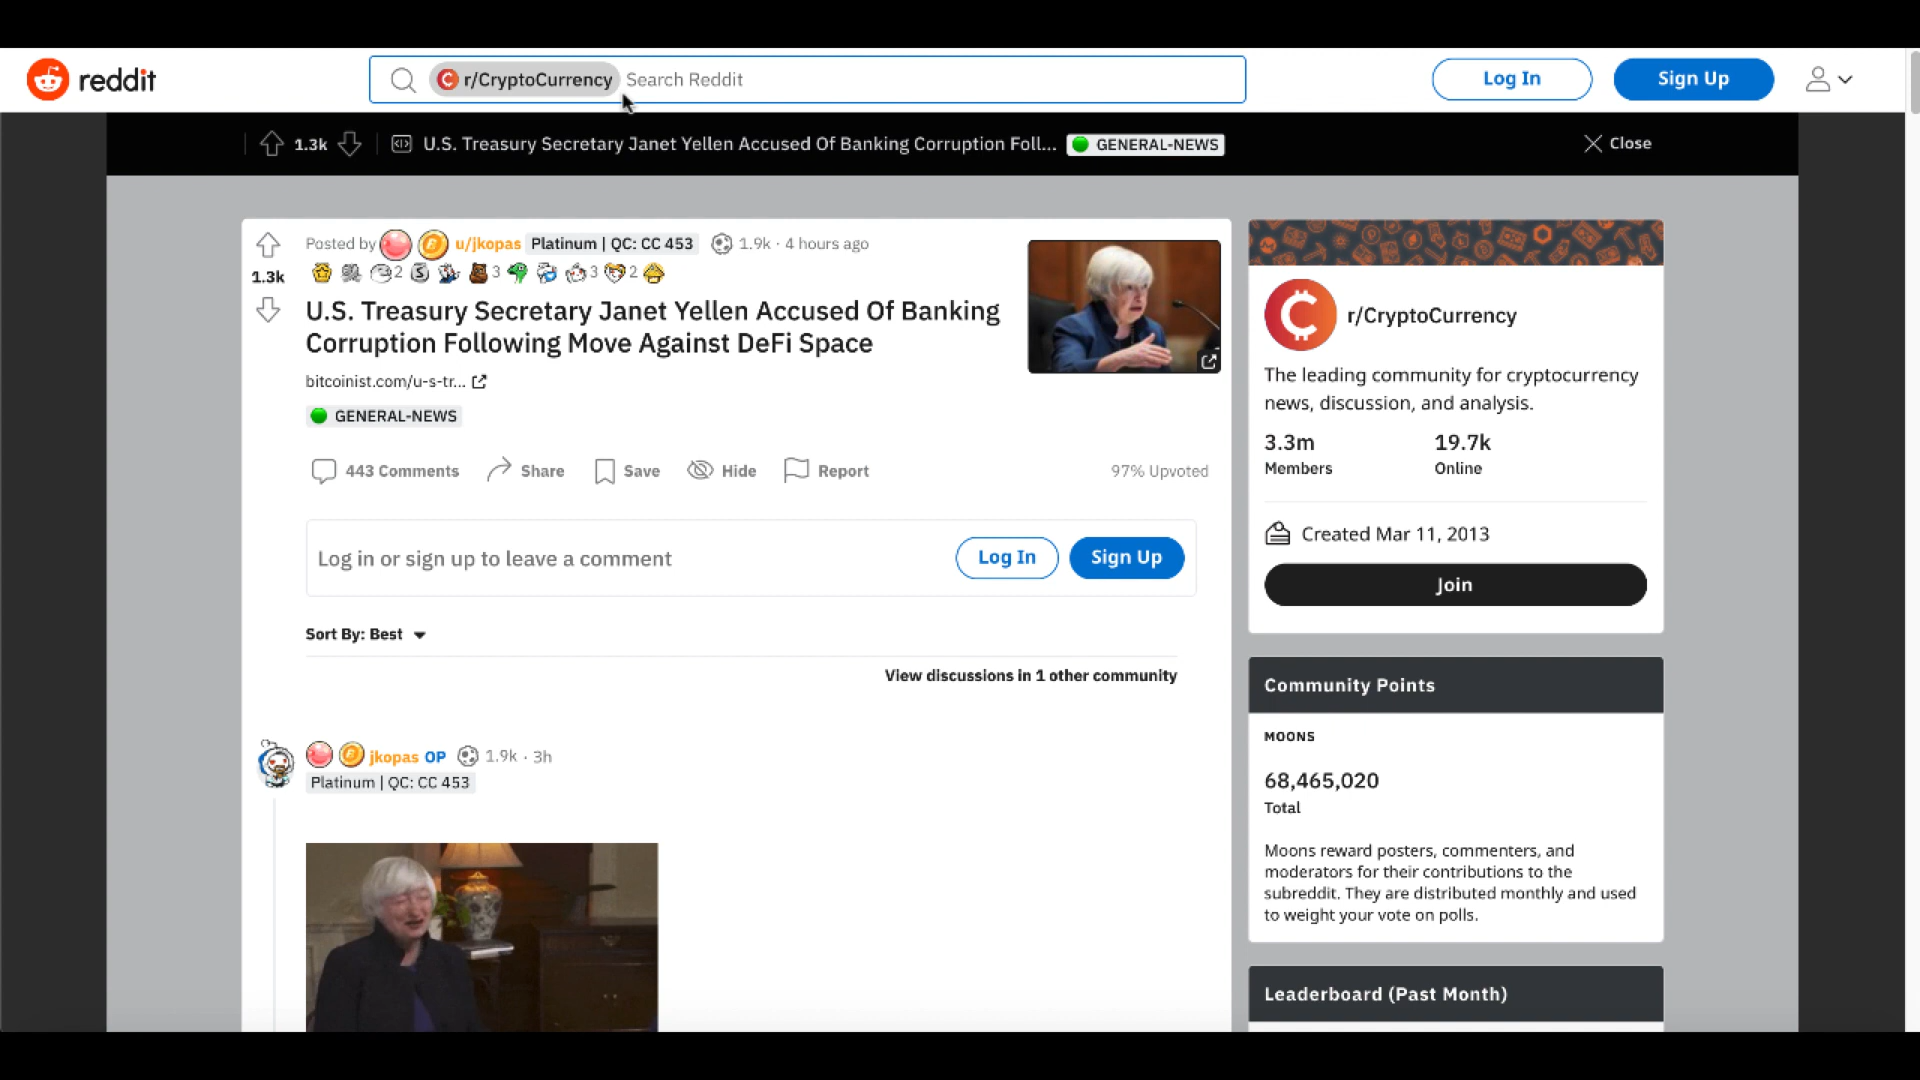 reddit
r/CryptoCurrency Search Reddit
Log In
Sign Up
1.3k
U.S. Treasury Secretary Janet Yellen Accused Of Banking Corruption Foll...
GENERAL-NEWS
Close
Posted by u/jkopas Platinum | QC: CC 453 1.9k · 4 hours ago
2 3 3 2
1.3k
U.S. Treasury Secretary Janet Yellen Accused Of Banking
Corruption Following Move Against DeFi Space
bitcoinist.com/u-s-tr...
GENERAL-NEWS
443 Comments Share Save Hide Report
97% Upvoted
Log in or sign up to leave a comment
Log In
Sign Up
Sort By: Best
View discussions in 1 other community
jkopas OP 1.9k · 3h
Platinum | QC: CC 453
r/CryptoCurrency
The leading community for cryptocurrency
news, discussion, and analysis.
3.3m 19.7k
Members Online
Created Mar 11, 2013
Join
Community Points
MOONS
68,465,020
Total
Moons reward posters, commenters, and
moderators for their contributions to the
subreddit. They are distributed monthly and used
to weight your vote on polls.
Leaderboard (Past Month)